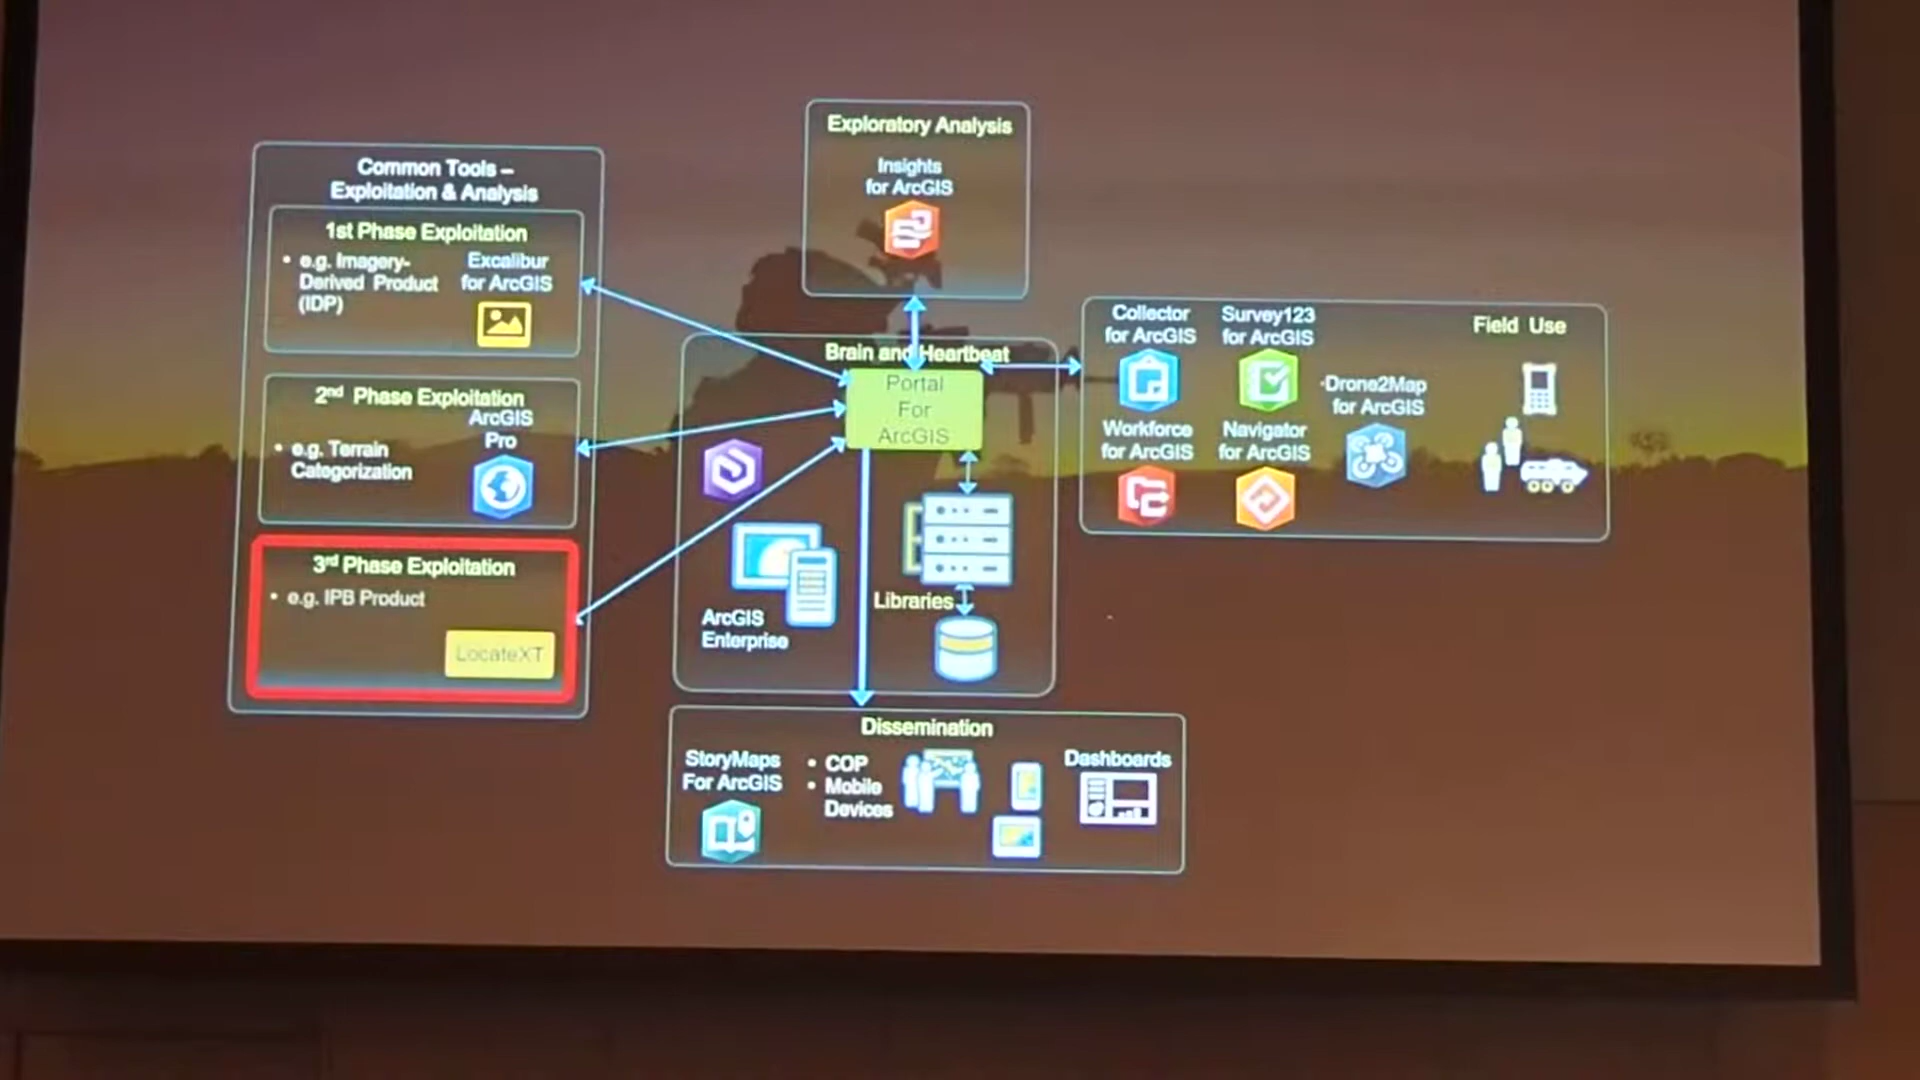 Common Tools –
Exploitation & Analysis
1st Phase Exploitation
• e.g. Imagery-
Derived Product
(IDP)
Excalibur
for ArcGIS
2nd Phase Exploitation
• e.g. Terrain
Categorization
ArcGIS
Pro
3rd Phase Exploitation
• e.g. IPB Product
LocateXT
Exploratory Analysis
Insights
for ArcGIS
Brain and Heartbeat
Portal
For
ArcGIS
ArcGIS
Enterprise
Libraries
Collector
for ArcGIS
Survey123
for ArcGIS
Field Use
Drone2Map
for ArcGIS
Workforce
for ArcGIS
Navigator
for ArcGIS
Dissemination
StoryMaps
For ArcGIS
• COP
• Mobile
Devices
Dashboards